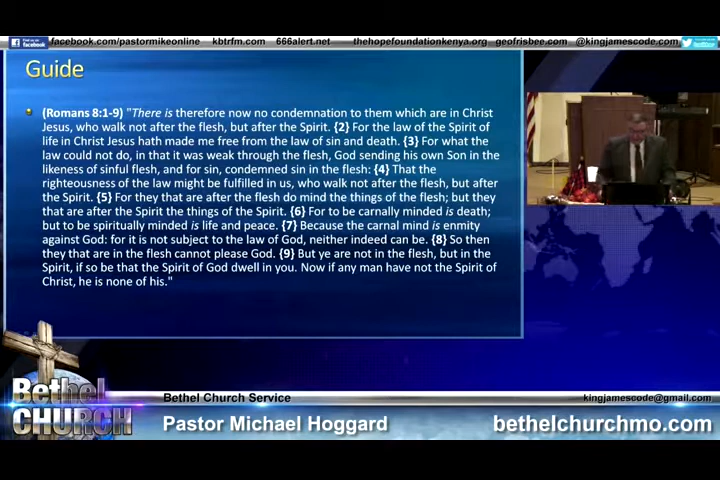 Find us on facebook
facebook.com/pastormikeonline kbtrfm.com 666alert.net thehopefoundationkenya.org geofrisbee.com @kingjamescode.com
Guide
(Romans 8:1-9) "There is therefore now no condemnation to them which are in Christ
Jesus, who walk not after the flesh, but after the Spirit. {2} For the law of the Spirit of
life in Christ Jesus hath made me free from the law of sin and death. {3} For what the
law could not do, in that it was weak through the flesh, God sending his own Son in the
likeness of sinful flesh, and for sin, condemned sin in the flesh: {4} That the
righteousness of the law might be fulfilled in us, who walk not after the flesh, but after
the Spirit. {5} For they that are after the flesh do mind the things of the flesh; but they
that are after the Spirit the things of the Spirit. {6} For to be carnally minded is death;
but to be spiritually minded is life and peace. {7} Because the carnal mind is enmity
against God: for it is not subject to the law of God, neither indeed can be. {8} So then
they that are in the flesh cannot please God. {9} But ye are not in the flesh, but in the
Spirit, if so be that the Spirit of God dwell in you. Now if any man have not the Spirit of
Christ, he is none of his."
Bethel
CHURCH
Bethel Church Service
kingjamescode@gmail.com
Pastor Michael Hoggard
bethelchurchmo.com